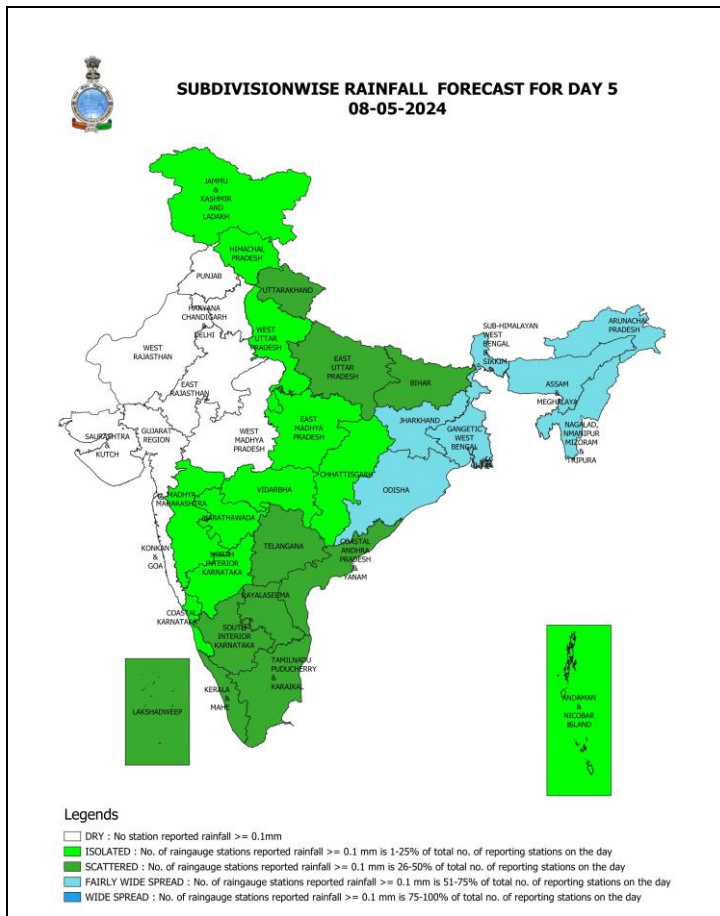 SUBDIVISIONWISE RAINFALL FORECAST FOR DAY 5
08-05-2024
JAMMU
&
KASHMIR
AND
LADAKH
HIMACHAL
PRADESH
PUNJAB
UTTARAKHAND
HARYANA
CHANDIGARH
&
DELHI
WEST
UTTAR
PRADESH
WEST
RAJASTHAN
EAST
RAJASTHAN
EAST
UTTAR
PRADESH
BIHAR
SUB-HIMALAYAN
WEST
BENGAL
&
SIKKIM
ARUNACHAL
PRADESH
ASSAM
&
MEGHALAYA
NAGALAD,
NMANIPUR
MIZORAM
&
TRIPURA
SAURASHTRA
&
KUTCH
GUJARAT
REGION
WEST
MADHYA
PRADESH
EAST
MADHYA
PRADESH
JHARKHAND
GANGETIC
WEST
BENGAL
CHHATTISGARH
ODISHA
MADHYA
MAHARASHTRA
VIDARBHA
MARATHAWADA
KONKAN
&
GOA
TELANGANA
NORTH
INTERIOR
KARNATAKA
COASTAL
ANDHRA
PRADESH
&
YANAM
RAYALASEEMA
COASTAL
KARNATAKA
SOUTH
INTERIOR
KARNATAKA
TAMILNADU
PUDUCHERRY
&
KARAIKAL
KERALA
&
MAHE
LAKSHADWEEP
ANDAMAN
&
NICOBAR
ISLAND
Legends
DRY : No station reported rainfall >= 0.1mm
ISOLATED : No. of raingauge stations reported rainfall >= 0.1 mm is 1-25% of total no. of reporting stations on the day
SCATTERED : No. of raingauge stations reported rainfall >= 0.1 mm is 26-50% of total no. of reporting stations on the day
FAIRLY WIDE SPREAD : No. of raingauge stations reported rainfall >= 0.1 mm is 51-75% of total no. of reporting stations on the day
WIDE SPREAD : No. of raingauge stations reported rainfall >= 0.1 mm is 75-100% of total no. of reporting stations on the day